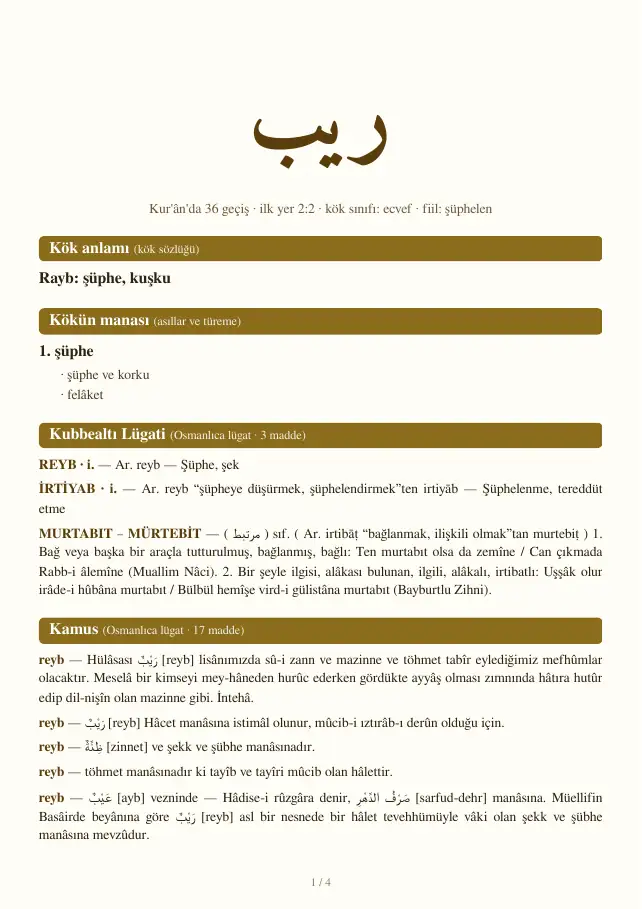 ريب
Kur'ân'da 36 geçiş · ilk yer 2:2 · kök sınıfı: ecvef · fiil: şüphelen
Kök anlamı (kök sözlüğü)
Rayb: şüphe, kuşku
Kökün manası (asıllar ve türeme)
1. şüphe
· şüphe ve korku
· felâket
Kubbealtı Lügati (Osmanlıca lügat · 3 madde)
REYB · i. — Ar. reyb — Şüphe, şek
İRTİYAB · i. — Ar. reyb “şüpheye düşürmek, şüphelendirmek”ten irtiyāb — Şüphelenme, tereddüt
etme
MURTABIT – MÜRTEBİT — ( مرتبط ) sıf. ( Ar. irtibāṭ “bağlanmak, ilişkili olmak”tan murtebiṭ ) 1.
Bağ veya başka bir araçla tutturulmuş, bağlanmış, bağlı: Ten murtabıt olsa da zemîne / Can çıkmada
Rabb-i âlemîne (Muallim Nâci). 2. Bir şeyle ilgisi, alâkası bulunan, ilgili, alâkalı, irtibatlı: Uşşâk olur
irâde-i hûbâna murtabıt / Bülbül hemîşe vird-i gülistâna murtabıt (Bayburtlu Zihni).
Kamus (Osmanlıca lügat · 17 madde)
reyb — Hülâsası رَيْبٌ [reyb] lisânımızda sû-i zann ve mazinne ve töhmet tabîr eylediğimiz mefhûmlar
olacaktır. Meselâ bir kimseyi mey-hâneden hurûc ederken gördükte ayyâş olması zımnında hâtıra hutûr
edip dil-nişîn olan mazinne gibi. İntehâ.
reyb — رَيْبٌ [reyb] Hâcet manâsına istimâl olunur, mûcib-i ıztırâb-ı derûn olduğu için.
reyb — ظِنَّةٌ [zinnet] ve şekk ve şübhe manâsınadır.
reyb — töhmet manâsınadır ki tayîb ve tayîri mûcib olan hâlettir.
reyb — عَيْبٌ [ayb] vezninde — Hâdise-i rûzgâra denir, صَرْفُ الدَّهْرِ [sarfud-dehr] manâsına. Müellifin
Basâirde beyânına göre رَيْبٌ [reyb] asl bir nesnede bir hâlet tevehhümüyle vâki olan şekk ve şübhe
manâsına mevzûdur.
1 / 4